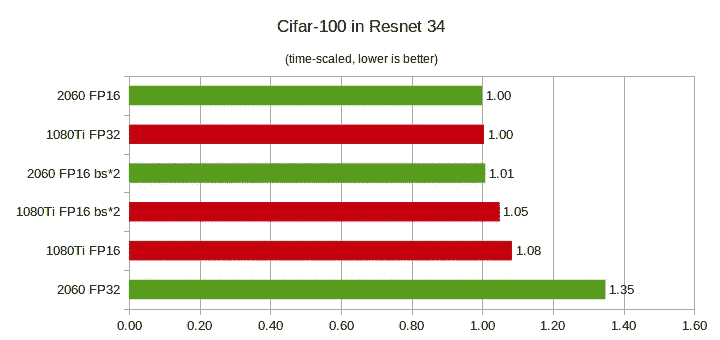 Cifar-100 in Resnet 34
(time-scaled, lower is better)
2060 FP16 1.00
1080Ti FP32 1.00
2060 FP16 bs*2 1.01
1080Ti FP16 bs*2 1.05
1080Ti FP16 1.08
2060 FP32 1.35
0.00 0.20 0.40 0.60 0.80 1.00 1.20 1.40 1.60